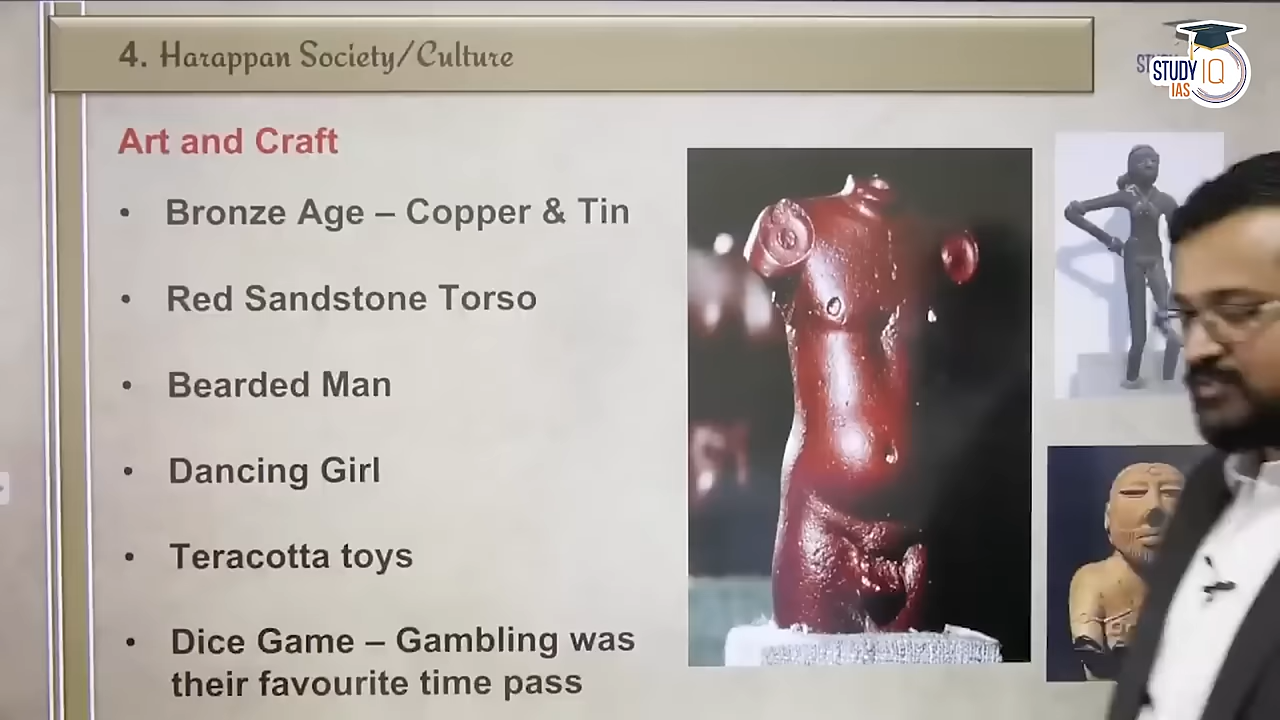 4. Harappan Society/Culture
STUDY IQ
IAS
Art and Craft
• Bronze Age – Copper & Tin
• Red Sandstone Torso
• Bearded Man
• Dancing Girl
• Teracotta toys
• Dice Game – Gambling was
their favourite time pass